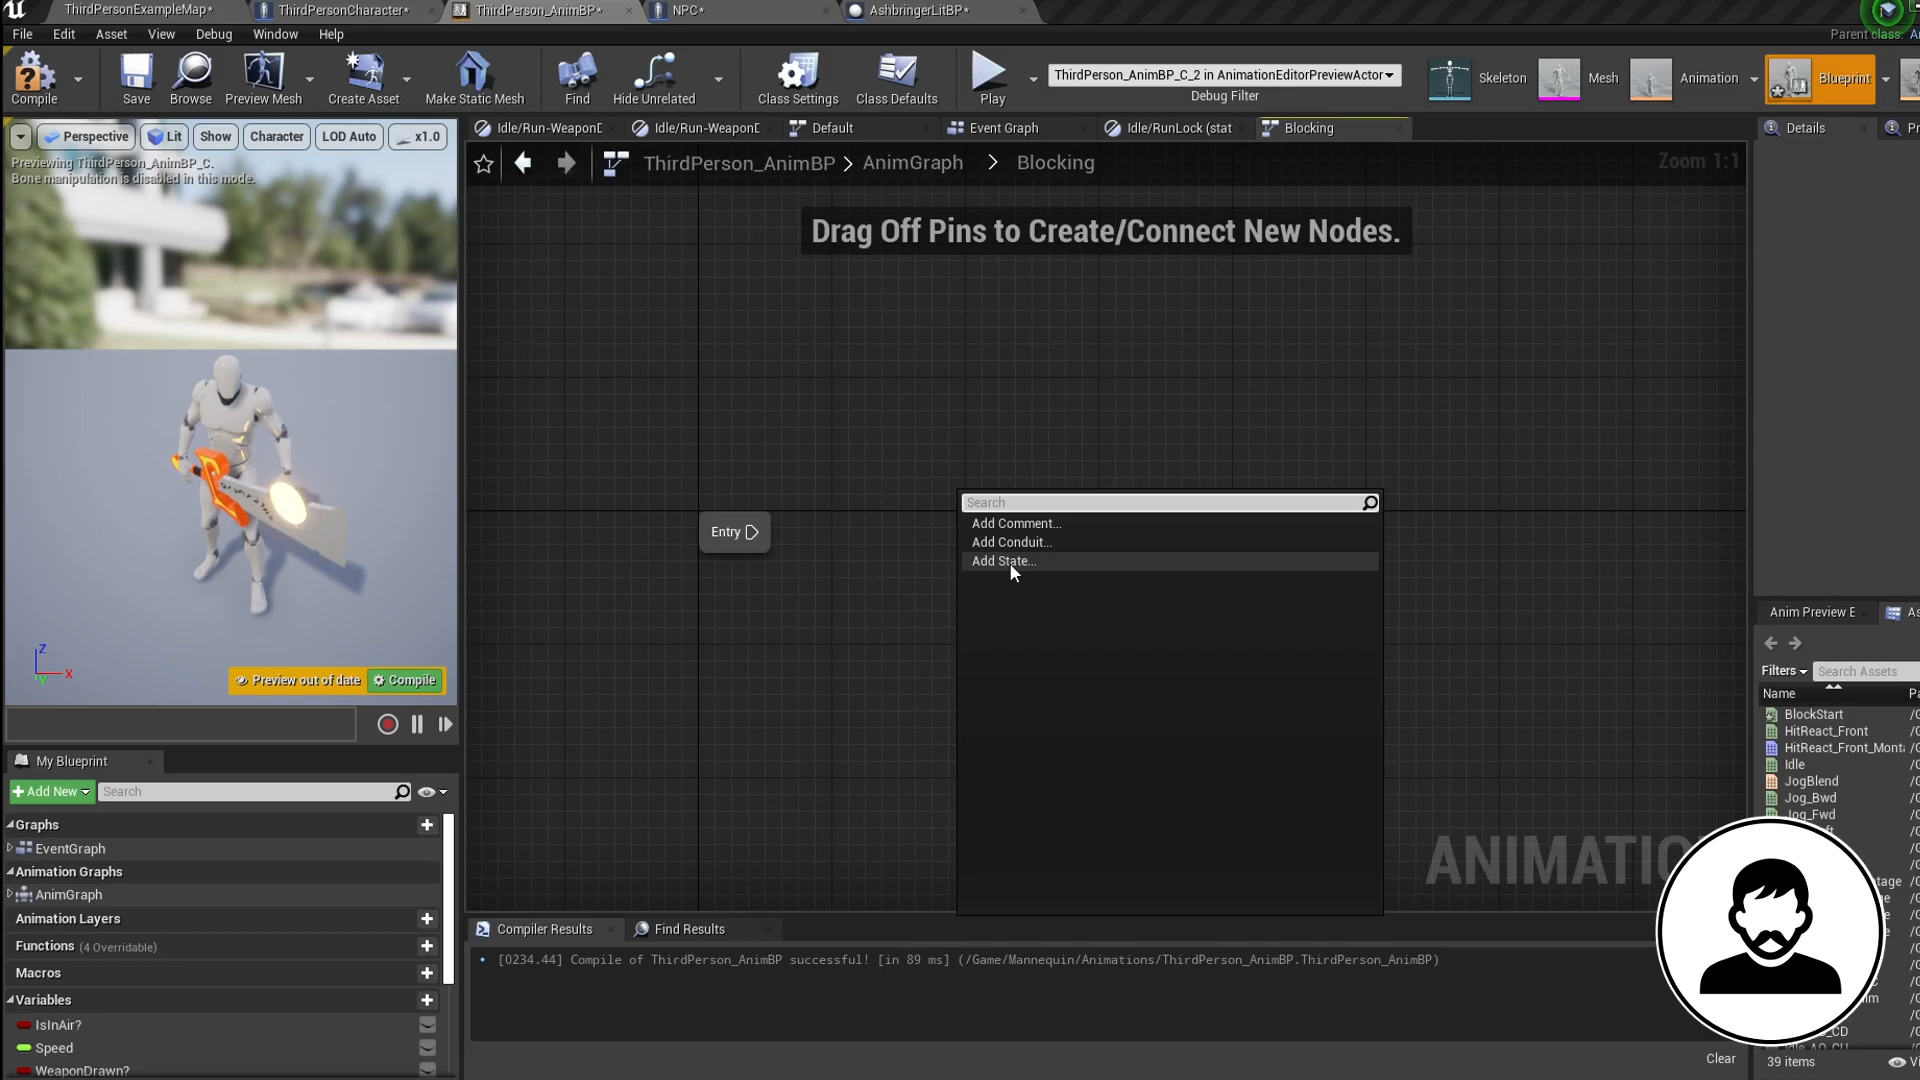 ThirdPersonExampleMap*
ThirdPersonCharacter*
ThirdPerson_AnimBP*
NPC*
AshbringerLitBP*
File Edit Asset View Debug Window Help
Parent class:
Compile
Save
Browse
Preview Mesh
Create Asset
Make Static Mesh
Find
Hide Unrelated
Class Settings
Class Defaults
Play
ThirdPerson_AnimBP_C_2 in AnimationEditorPreviewActor
Debug Filter
Skeleton
Mesh
Animation
Blueprint
Perspective
Lit
Show
Character
LOD Auto
x1.0
Previewing ThirdPerson_AnimBP_C.
Bone manipulation is disabled in this mode.
Idle/Run-Weapon
Idle/Run-Weapon
Default
Event Graph
Idle/RunLock (stat
Blocking
Details
ThirdPerson_AnimBP > AnimGraph > Blocking
Zoom 1:1
Drag Off Pins to Create/Connect New Nodes.
Entry
Search
Add Comment...
Add Conduit...
Add State...
ANIMATIO
Z
X
Y
Preview out of date
Compile
My Blueprint
+ Add New
Search
Graphs
EventGraph
Animation Graphs
AnimGraph
Animation Layers
Functions (4 Overridable)
Macros
Variables
IsInAir?
Speed
WeaponDrawn?
Compiler Results
Find Results
[0234.44] Compile of ThirdPerson_AnimBP successful! [in 89 ms] (/Game/Mannequin/Animations/ThirdPerson_AnimBP.ThirdPerson_AnimBP)
Clear
Anim Preview E
As
Filters
Search Assets
Name
BlockStart
HitReact_Front
HitReact_Front_Mont
Idle
JogBlend
Jog_Bwd
Jog_Fwd
39 items